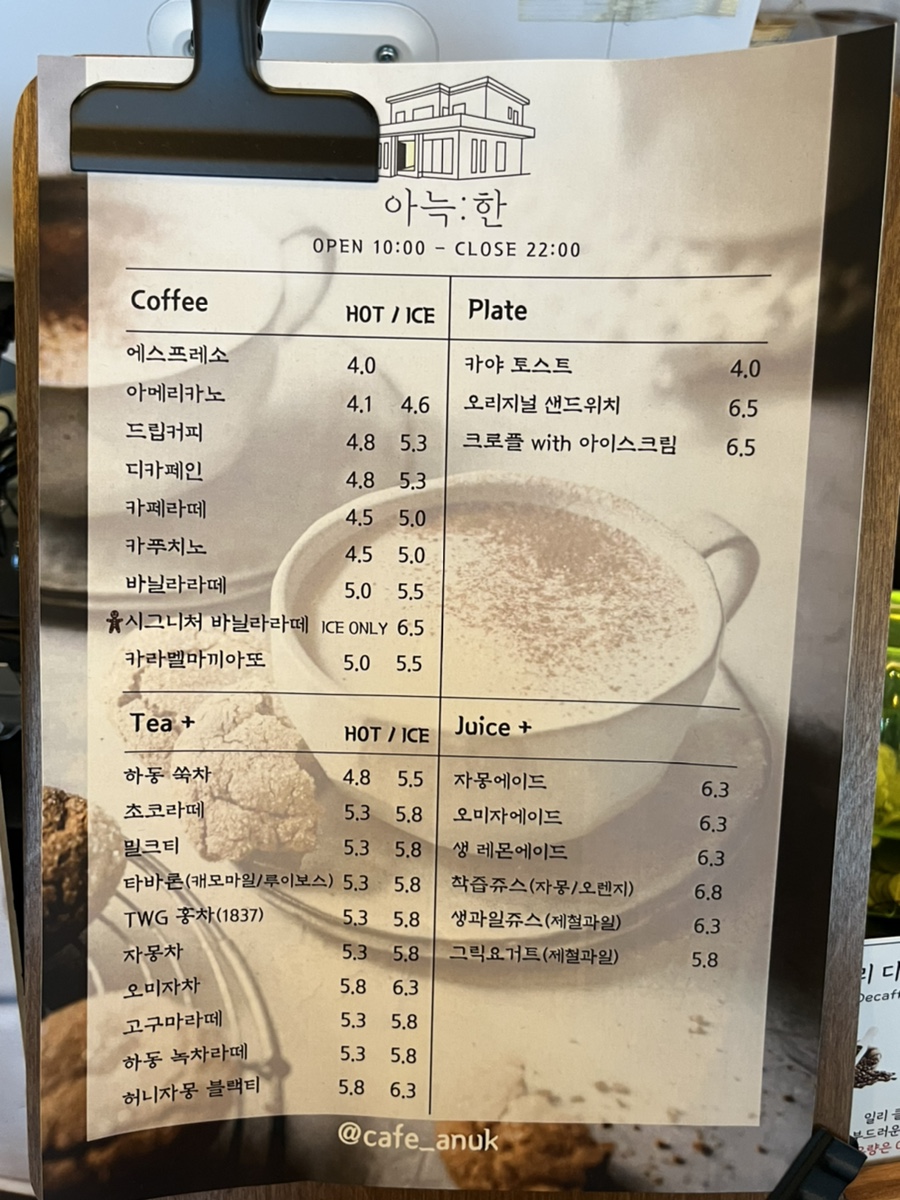 아늑:한
OPEN 10:00 – CLOSE 22:00
Coffee HOT / ICE
에스프레소 4.0
아메리카노 4.1 4.6
드립커피 4.8 5.3
디카페인 4.8 5.3
카페라떼 4.5 5.0
카푸치노 4.5 5.0
바닐라라떼 5.0 5.5
시그니처 바닐라라떼 ICE ONLY 6.5
카라멜마끼아또 5.0 5.5
Plate
카야 토스트 4.0
오리지널 샌드위치 6.5
크로플 with 아이스크림 6.5
Tea + HOT / ICE
하동 쑥차 4.8 5.5
초코라떼 5.3 5.8
밀크티 5.3 5.8
타바론(캐모마일/루이보스) 5.3 5.8
TWG 홍차(1837) 5.3 5.8
자몽차 5.3 5.8
오미자차 5.8 6.3
고구마라떼 5.3 5.8
하동 녹차라떼 5.3 5.8
허니자몽 블랙티 5.8 6.3
Juice +
자몽에이드 6.3
오미자에이드 6.3
생 레몬에이드 6.3
착즙쥬스(자몽/오렌지) 6.8
생과일쥬스(제철과일) 6.3
그릭요거트(제철과일) 5.8
@cafe_anuk
일리